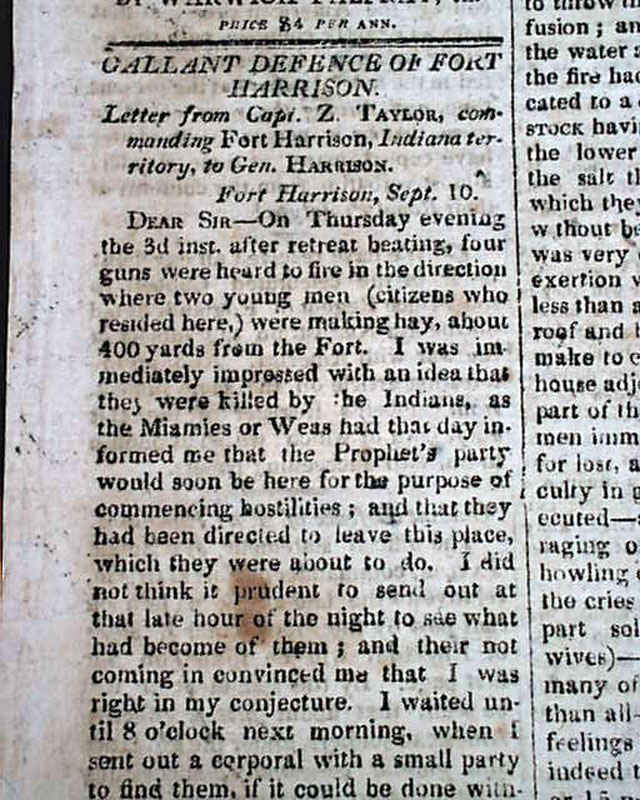 BY WARWICK PALFRAY,
PRICE $4 PER ANN.
GALLANT DEFENCE OF FORT
HARRISON.
Letter from Capt. Z. TAYLOR, com-
manding Fort Harrison, Indiana ter-
ritory, to Gen. HARRISON.
Fort Harrison, Sept. 10.
DEAR SIR—On Thursday evening
the 3d inst. after retreat beating, four
guns were heard to fire in the direction
where two young men (citizens who
resided here,) were making hay, about
400 yards from the Fort. I was im-
mediately impressed with an idea that
they were killed by the Indians, as
the Miamies or Weas had that day in-
formed me that the Prophet's party
would soon be here for the purpose of
commencing hostilities ; and that they
had been directed to leave this place,
which they were about to do. I did
not think it prudent to send out at
that late hour of the night to see what
had become of them ; and their not
coming in convinced me that I was
right in my conjecture. I waited un-
til 8 o'clock next morning, when I
sent out a corporal with a small party
to find them, if it could be done with-
to throw
fusion ; an
the water
the fire had
cated to a
STOCK havi
the lower
the salt th
which they
w thout be
was very
exertion
less than a
roof and t
make to
house adj
part of th
men imm
for lost, a
culty in
ecuted—
raging o
howling
the cries
part sol
wives)—
many of
than all
feelings
indeed t